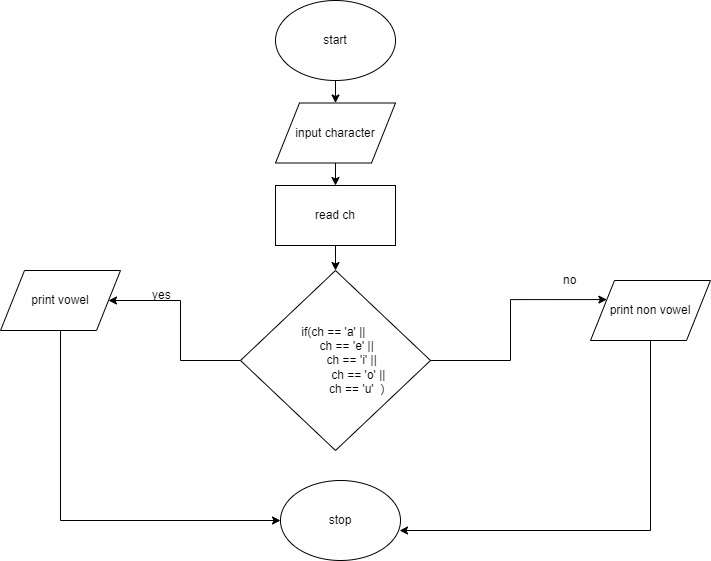 start
input character
read ch
yes
no
print vowel
print non vowel
if(ch == 'a' ||
ch == 'e' ||
ch == 'i' ||
ch == 'o' ||
ch == 'u' )
stop